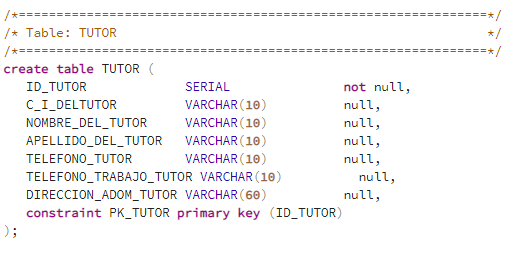 /*==============================================================*/
/* Table: TUTOR                                                 */
/*==============================================================*/
create table TUTOR (
   ID_TUTOR             SERIAL               not null,
   C_I_DELTUTOR         VARCHAR(10)          null,
   NOMBRE_DEL_TUTOR     VARCHAR(10)          null,
   APELLIDO_DEL_TUTOR   VARCHAR(10)          null,
   TELEFONO_TUTOR       VARCHAR(10)          null,
   TELEFONO_TRABAJO_TUTOR VARCHAR(10)          null,
   DIRECCION_ADOM_TUTOR VARCHAR(60)          null,
   constraint PK_TUTOR primary key (ID_TUTOR)
);